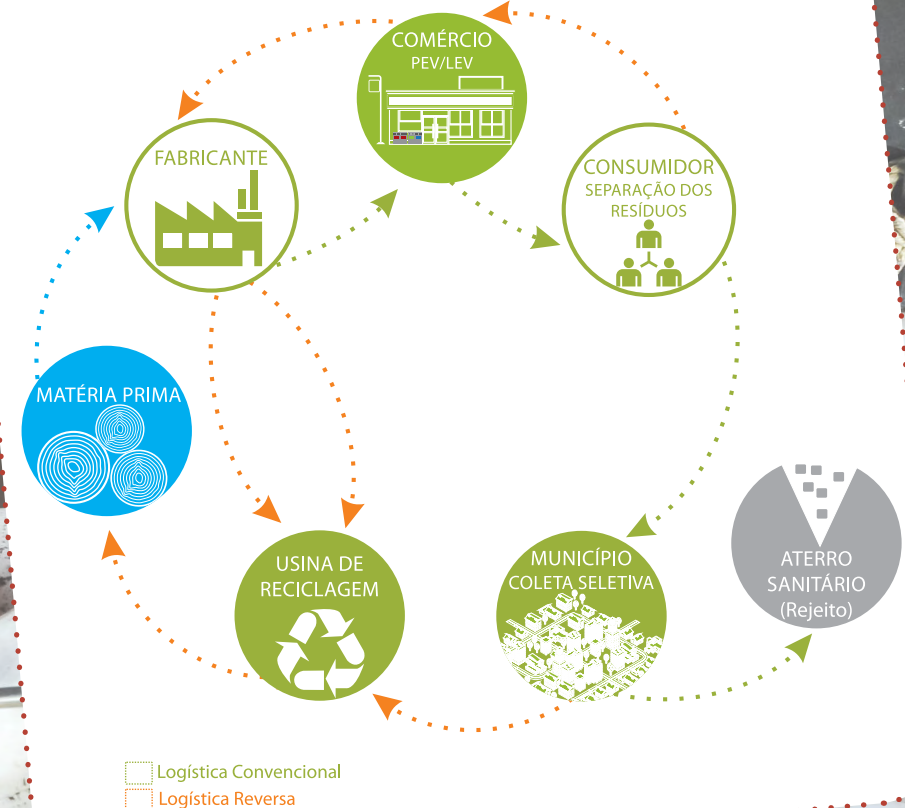 COMÉRCIO
PEV/LEV
FABRICANTE
CONSUMIDOR
SEPARAÇÃO DOS
RESÍDUOS
MATÉRIA PRIMA
USINA DE
RECICLAGEM
MUNICÍPIO
COLETA SELETIVA
ATERRO
SANITÁRIO
(Rejeito)
Logística Convencional
Logística Reversa